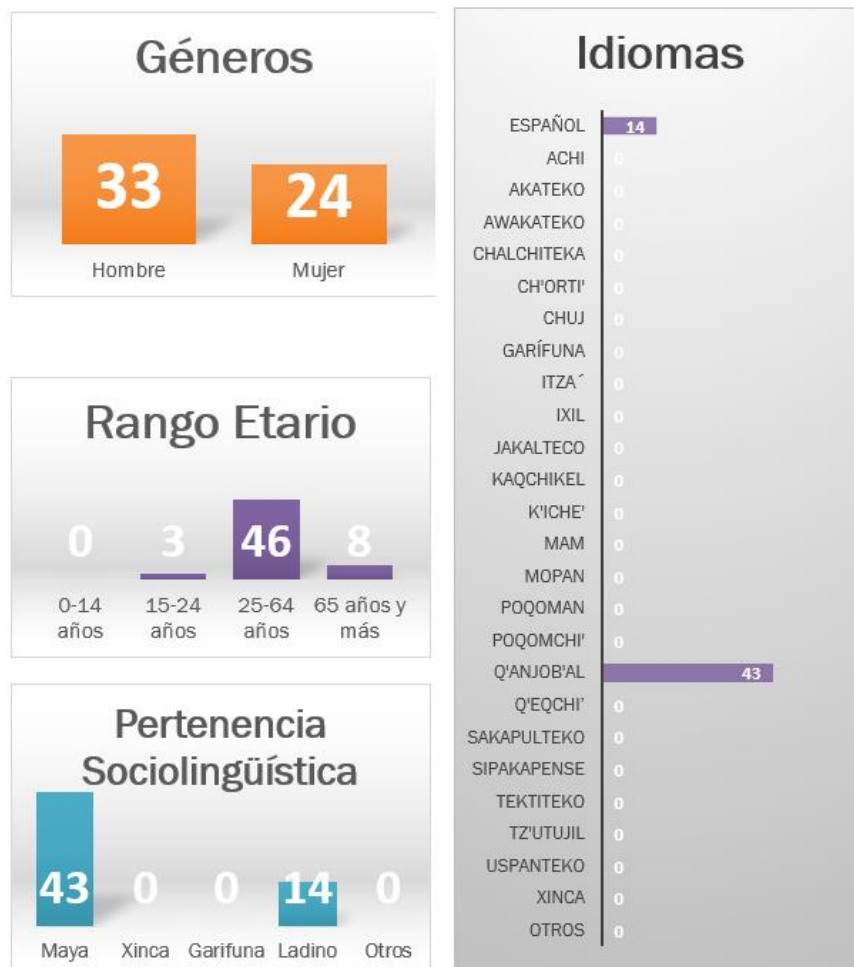 Géneros
33 24
Hombre Mujer
Rango Etario
0 3 46 8
0-14 años 15-24 años 25-64 años 65 años y más
Pertenencia
Sociolingüística
43 0 0 14 0
Maya Xinca Garifuna Ladino Otros
Idiomas
ESPAÑOL 14
ACHI 0
AKATEKO 0
AWAKATEKO 0
CHALCHITEKA 0
CH'ORTI' 0
CHUJ 0
GARÍFUNA 0
ITZA´ 0
IXIL 0
JAKALTECO 0
KAQCHIKEL 0
K'ICHE' 0
MAM 0
MOPAN 0
POQOMAN 0
POQOMCHI' 0
Q'ANJOB'AL 43
Q'EQCHI’ 0
SAKAPULTEKO 0
SIPAKAPENSE 0
TEKTITEKO 0
TZ'UTUJIL 0
USPANTEKO 0
XINCA 0
OTROS 0